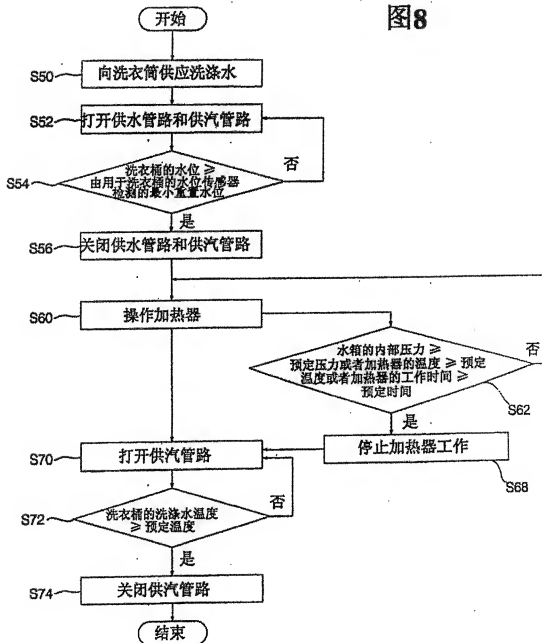 图8
开始
S50
向洗衣筒供应洗涤水
S52
打开供水管路和供汽管路
S54
洗衣桶的水位 ≥
由用于洗衣桶的水位传感器
检测的最小重置水位
否
是
S56
关闭供水管路和供汽管路
S60
操作加热器
水箱的内部压力 ≥
预定压力或者加热器的温度 ≥ 预定
温度或者加热器的工作时间 ≥
预定时间
否
S62
是
停止加热器工作
S68
S70
打开供汽管路
S72
洗衣桶的洗涤水温度
≥ 预定温度
否
是
S74
关闭供汽管路
结束